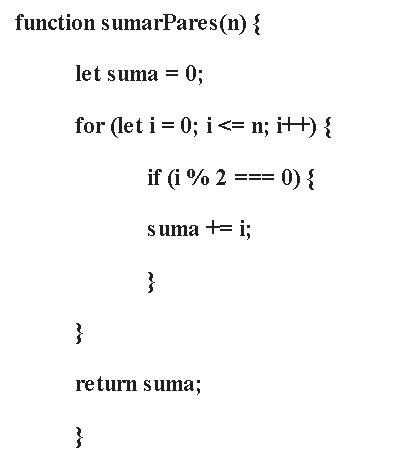 function sumarPares(n) {
let suma = 0;
for (let i = 0; i <= n; i++) {
if (i % 2 === 0) {
suma += i;
}
}
return suma;
}